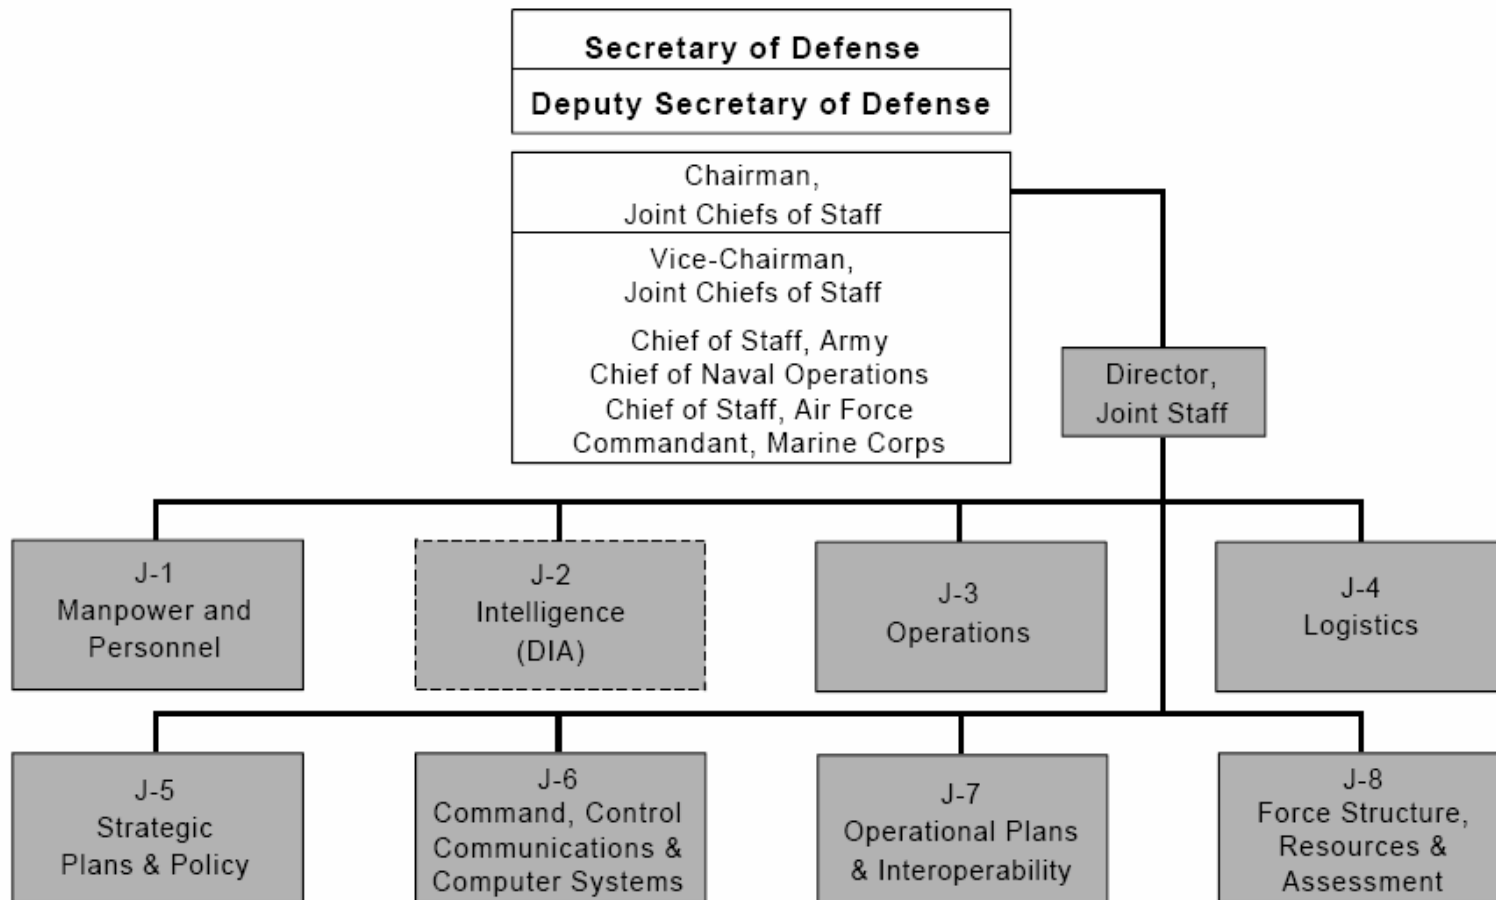 Secretary of Defense
Deputy Secretary of Defense
Chairman,
Joint Chiefs of Staff
Vice-Chairman,
Joint Chiefs of Staff
Chief of Staff, Army
Chief of Naval Operations
Chief of Staff, Air Force
Commandant, Marine Corps
Director,
Joint Staff
J-1
Manpower and
Personnel
J-2
Intelligence
(DIA)
J-3
Operations
J-4
Logistics
J-5
Strategic
Plans & Policy
J-6
Command, Control
Communications &
Computer Systems
J-7
Operational Plans
& Interoperability
J-8
Force Structure,
Resources &
Assessment